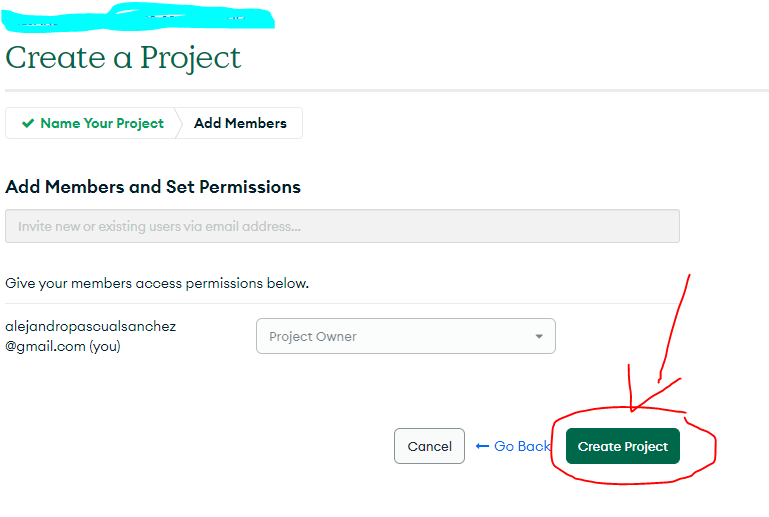 Create a Project
Name Your Project
Add Members
Add Members and Set Permissions
Invite new or existing users via email address...
Give your members access permissions below.
alejandropascualsanchez
@gmail.com (you)
Project Owner
Cancel
Go Back
Create Project